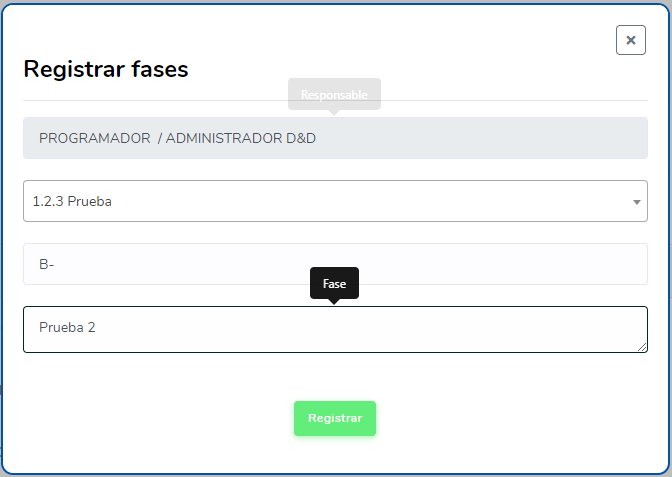 ×
Registrar fases
Responsable
PROGRAMADOR / ADMINISTRADOR D&D
1.2.3 Prueba
B-
Fase
Prueba 2
Registrar